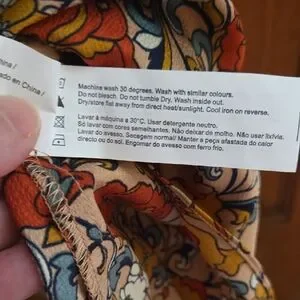 hina /
ado en China /
Machine wash 30 degrees. Wash with similar colours.
Do not bleach. Do not tumble Dry. Wash inside out.
Dry/store flat away from direct heat/sunlight. Cool iron on reverse.
Lavar à máquina a 30°C. Usar detergente neutro.
Só lavar com cores semelhantes. Não deixar de molho. Não usar lixívia.
Lavar do avesso. Secagem normal/ Manter a peça afastada do calor
directo ou do sol. Engomar do avesso com ferro frio.